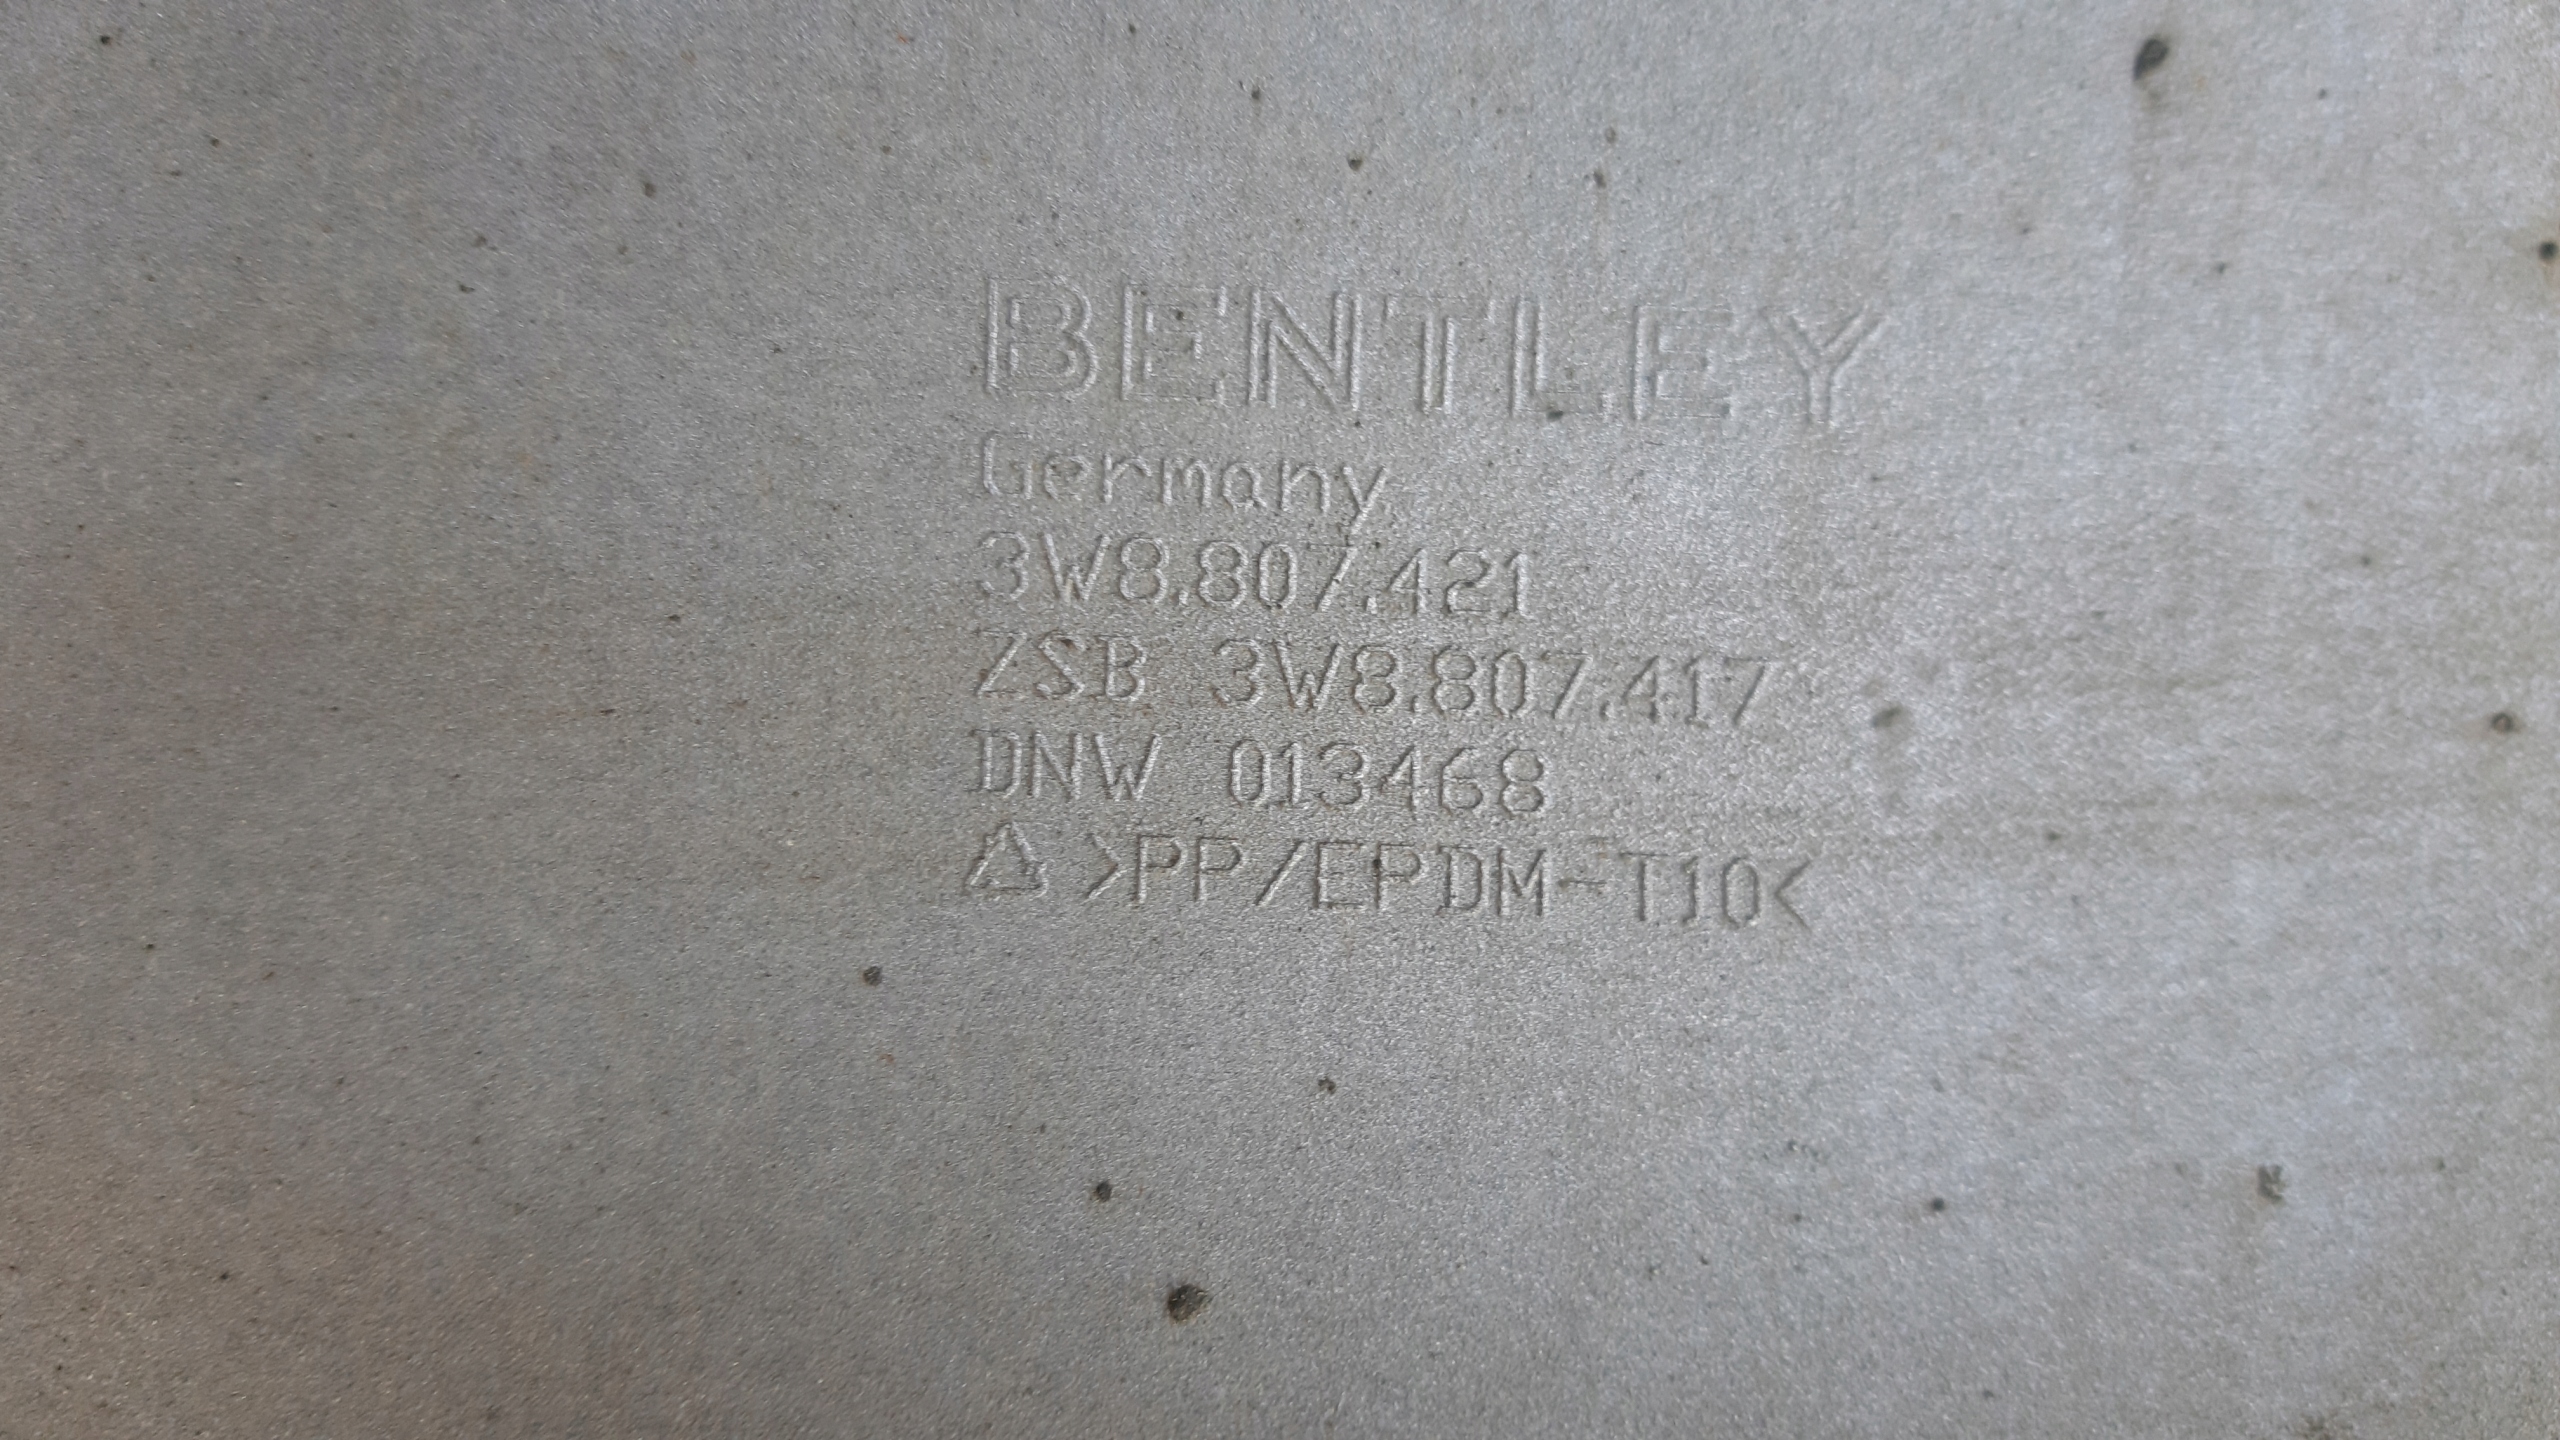 BENTLEY
Germany
3W8.807.421
ZSB 3W8.807.417
DNW 013468
>PP/EPDM-T10<